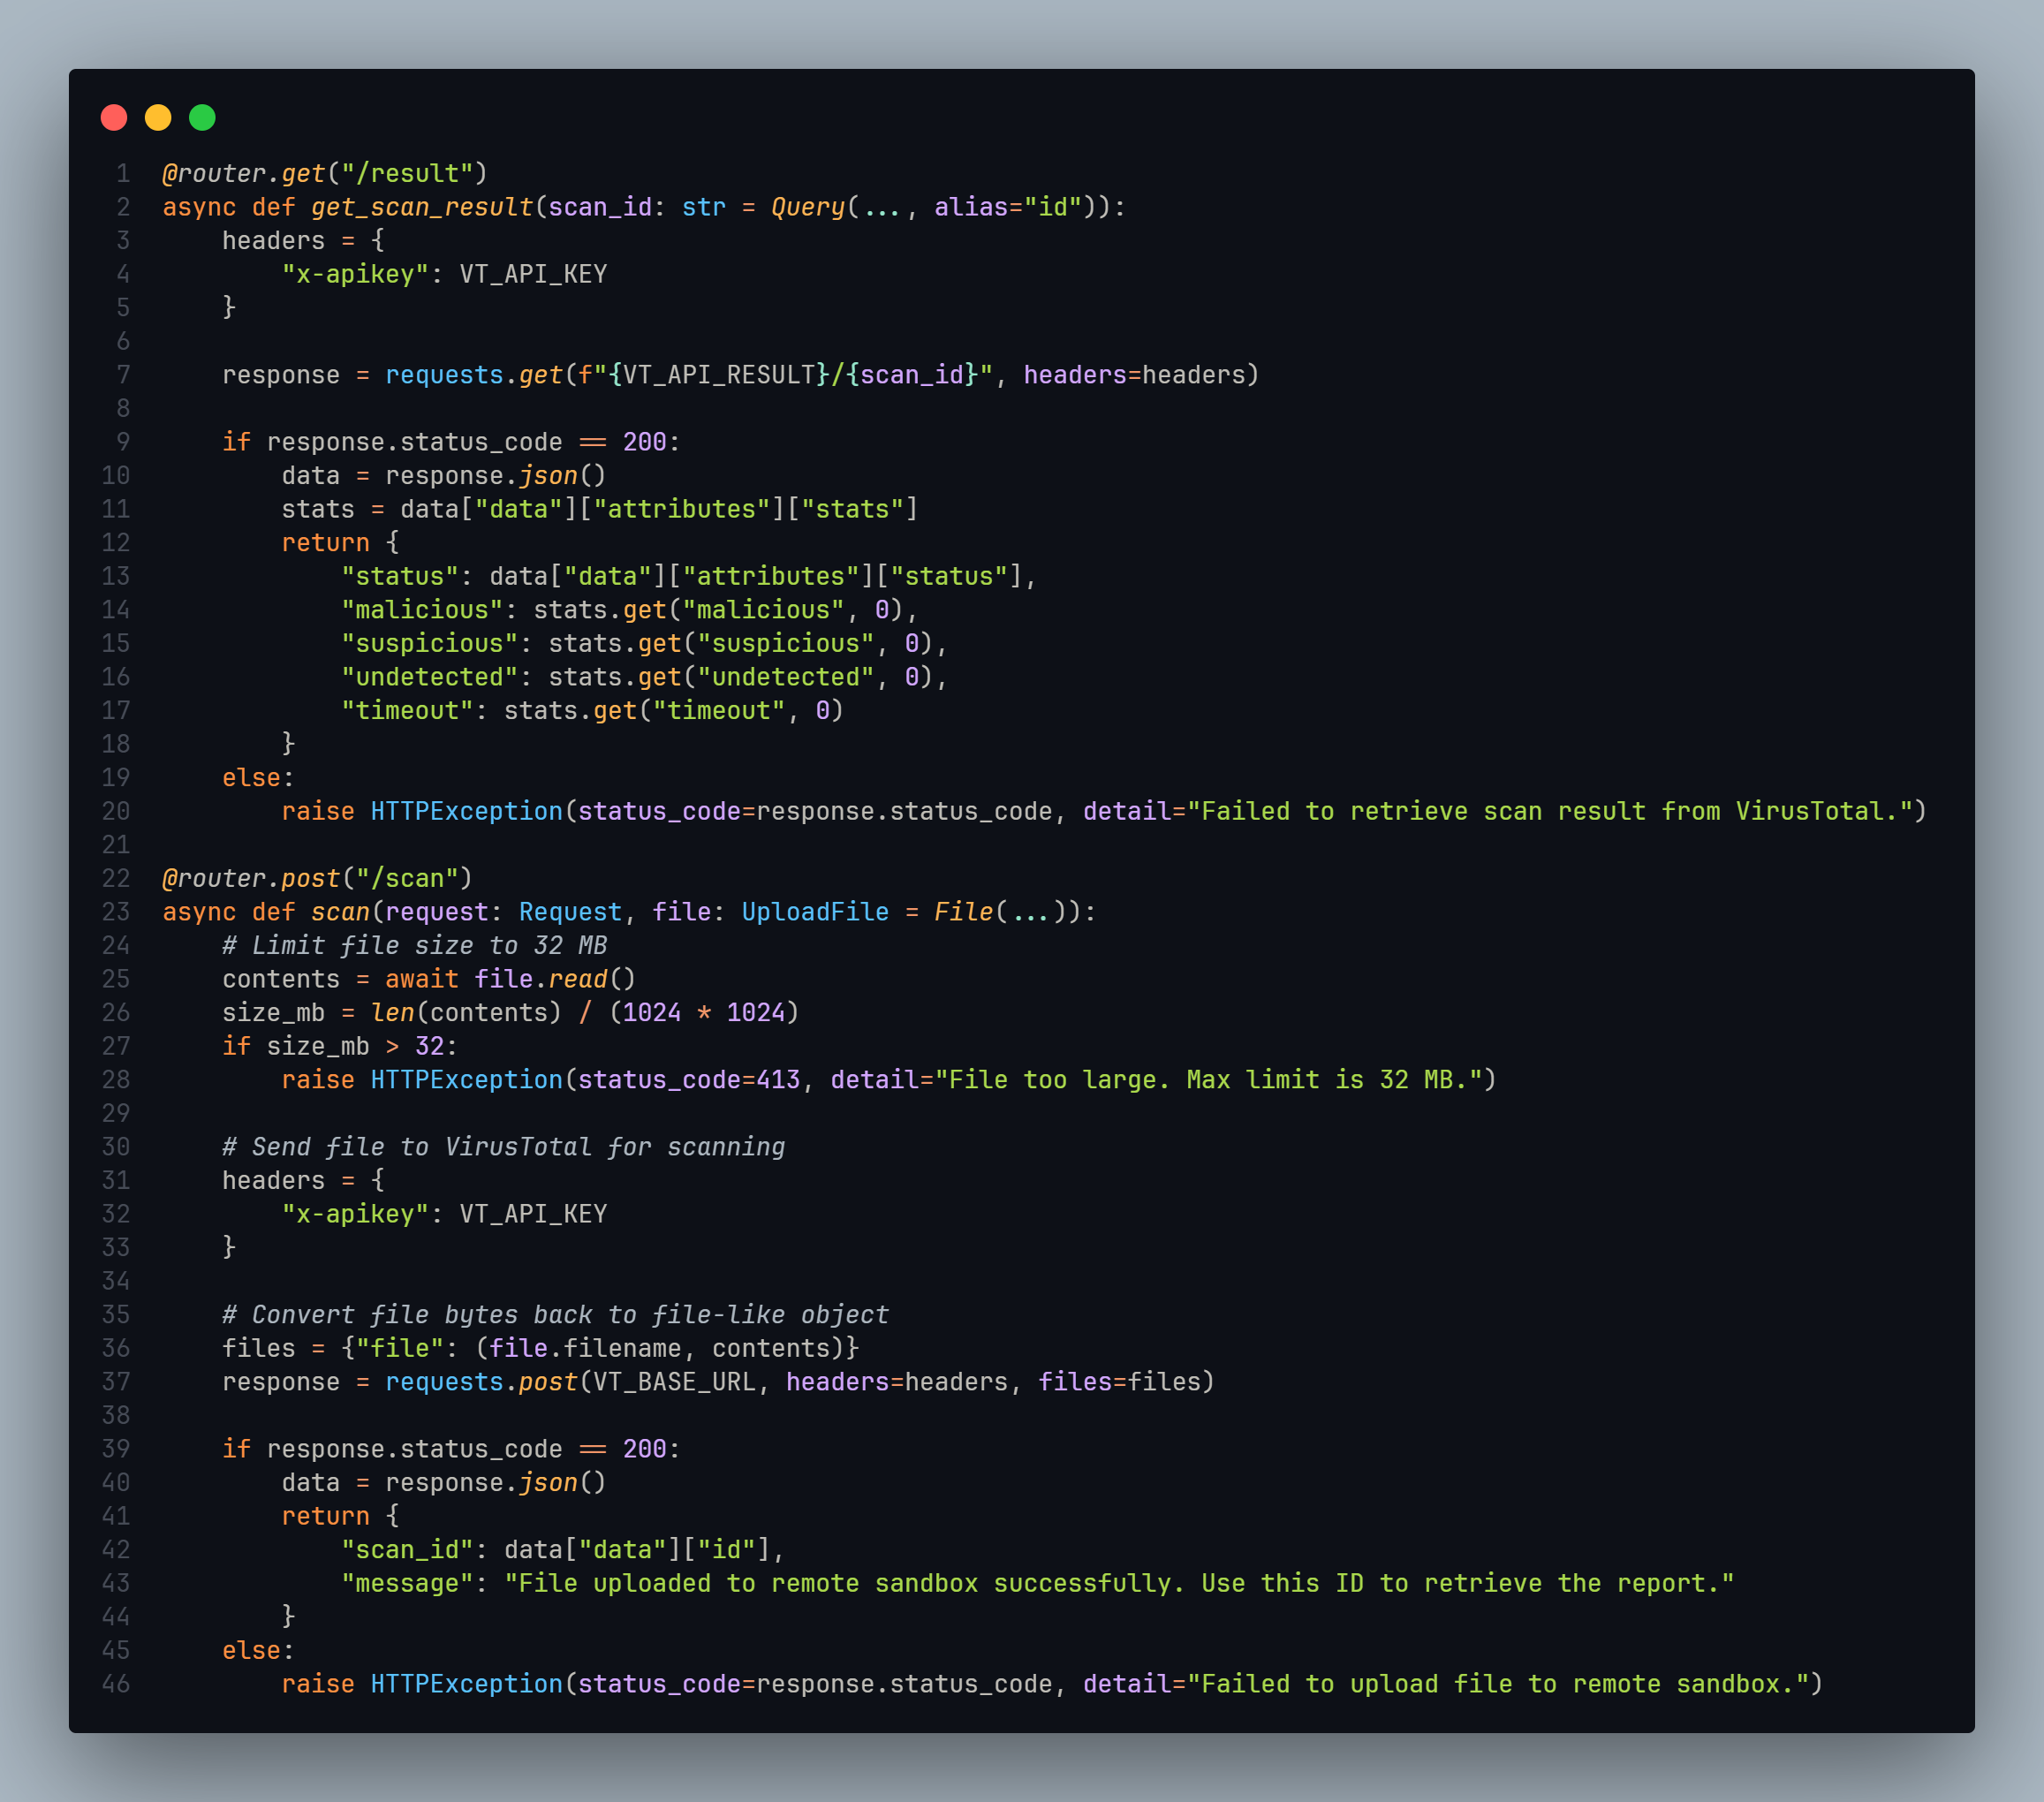 1 @router.get("/result")
2 async def get_scan_result(scan_id: str = Query(..., alias="id")):
3     headers = {
4         "x-apikey": VT_API_KEY
5     }
6
7     response = requests.get(f"{VT_API_RESULT}/{scan_id}", headers=headers)
8
9     if response.status_code == 200:
10         data = response.json()
11         stats = data["data"]["attributes"]["stats"]
12         return {
13             "status": data["data"]["attributes"]["status"],
14             "malicious": stats.get("malicious", 0),
15             "suspicious": stats.get("suspicious", 0),
16             "undetected": stats.get("undetected", 0),
17             "timeout": stats.get("timeout", 0)
18         }
19     else:
20         raise HTTPException(status_code=response.status_code, detail="Failed to retrieve scan result from VirusTotal.")
21
22 @router.post("/scan")
23 async def scan(request: Request, file: UploadFile = File(...)):
24     # Limit file size to 32 MB
25     contents = await file.read()
26     size_mb = len(contents) / (1024 * 1024)
27     if size_mb > 32:
28         raise HTTPException(status_code=413, detail="File too large. Max limit is 32 MB.")
29
30     # Send file to VirusTotal for scanning
31     headers = {
32         "x-apikey": VT_API_KEY
33     }
34
35     # Convert file bytes back to file-like object
36     files = {"file": (file.filename, contents)}
37     response = requests.post(VT_BASE_URL, headers=headers, files=files)
38
39     if response.status_code == 200:
40         data = response.json()
41         return {
42             "scan_id": data["data"]["id"],
43             "message": "File uploaded to remote sandbox successfully. Use this ID to retrieve the report."
44         }
45     else:
46         raise HTTPException(status_code=response.status_code, detail="Failed to upload file to remote sandbox.")